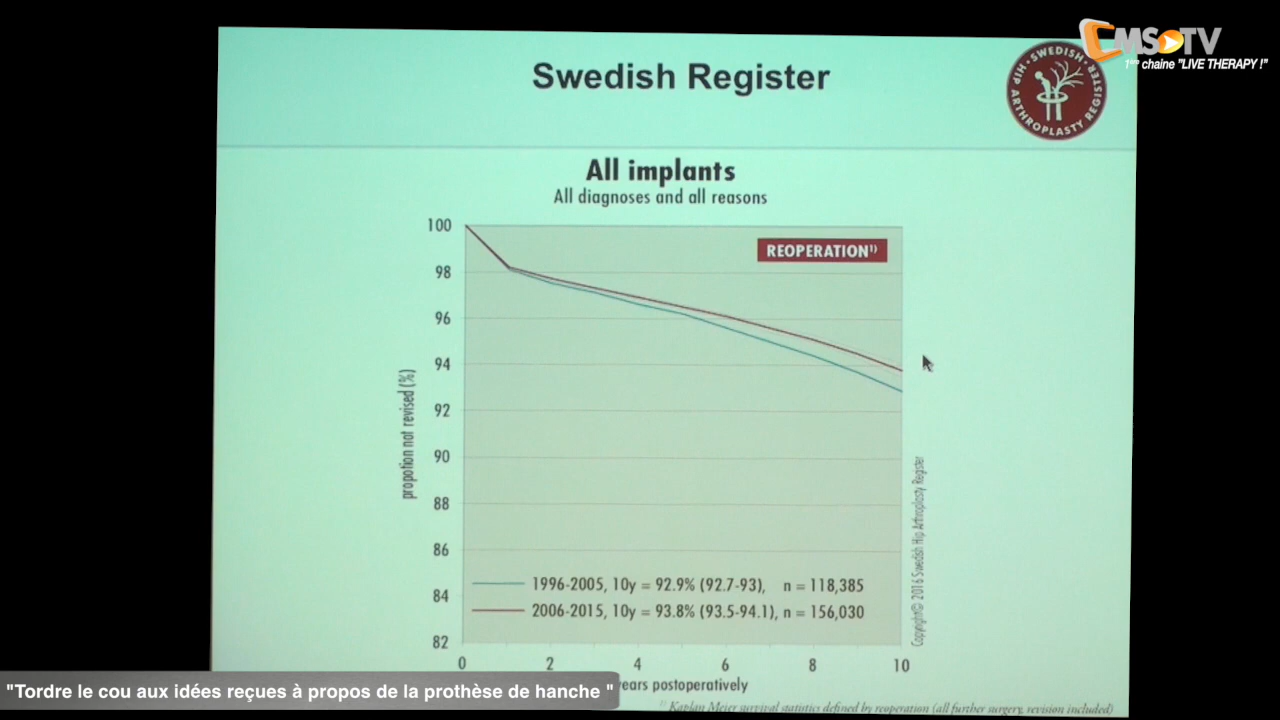 CMSTV
1ère chaine "LIVE THERAPY !"
Swedish Register
SWEDISH
HIP ARTHROPLASTY REGISTER
All implants
All diagnoses and all reasons
REOPERATION¹⁾
100
98
96
94
92
90
88
86
84
82
propotion not revised (%)
1996-2005, 10y = 92.9% (92.7-93), n = 118,385
2006-2015, 10y = 93.8% (93.5-94.1), n = 156,030
Copyright© 2016 Swedish Hip Arthroplasty Register
0 2 4 6 8 10
years postoperatively
¹⁾ Kaplan Meier survival statistics defined by reoperation (all further surgery, revision included)
"Tordre le cou aux idées reçues à propos de la prothèse de hanche "